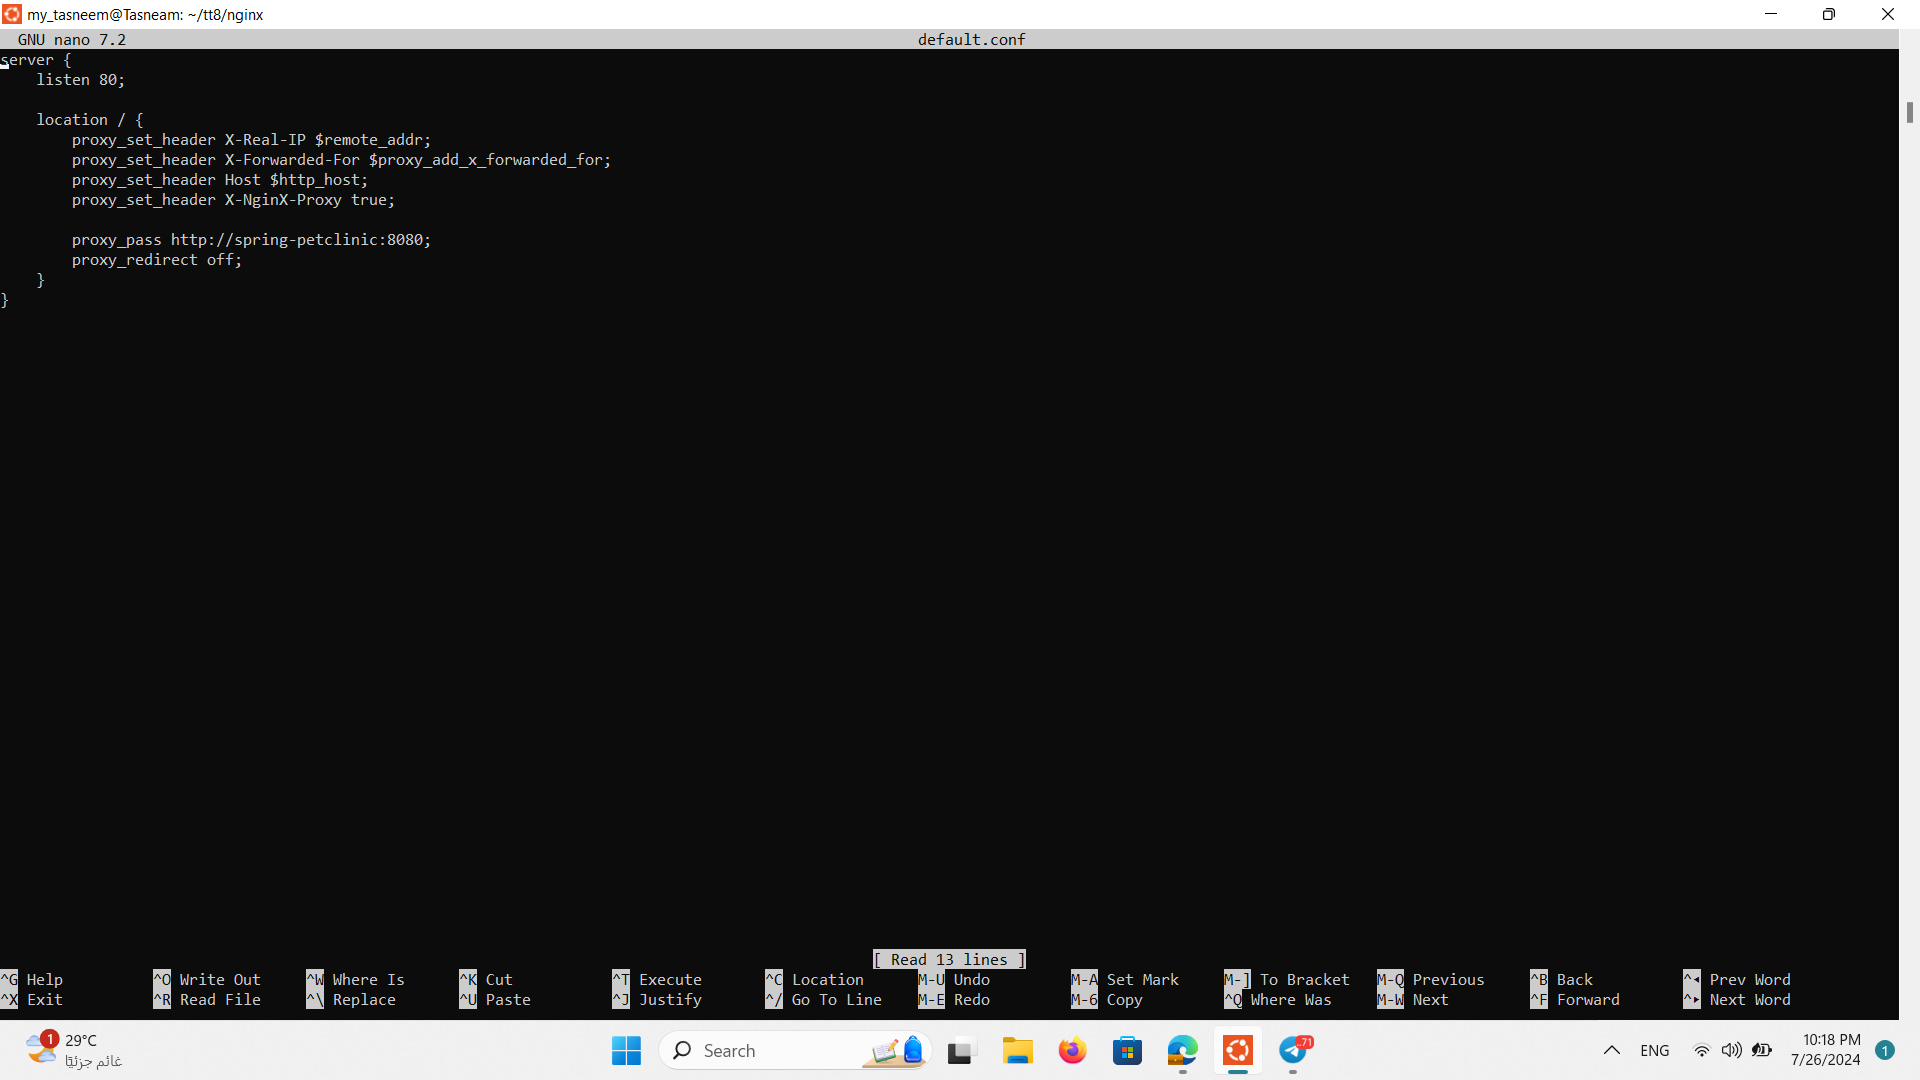 my_tasneem@Tasneam: ~/tt8/nginx
GNU nano 7.2 default.conf
server {
    listen 80;

    location / {
        proxy_set_header X-Real-IP $remote_addr;
        proxy_set_header X-Forwarded-For $proxy_add_x_forwarded_for;
        proxy_set_header Host $http_host;
        proxy_set_header X-NginX-Proxy true;

        proxy_pass http://spring-petclinic:8080;
        proxy_redirect off;
    }
}
[ Read 13 lines ]
^G Help ^O Write Out ^W Where Is ^K Cut ^T Execute ^C Location M-U Undo M-A Set Mark M-] To Bracket M-Q Previous ^B Back ^◂ Prev Word
^X Exit ^R Read File ^\ Replace ^U Paste ^J Justify ^/ Go To Line M-E Redo M-6 Copy ^Q Where Was M-W Next ^F Forward ^▸ Next Word
1 29°C
غائم جزئيًا
Search
71
ENG
10:18 PM
7/26/2024
1